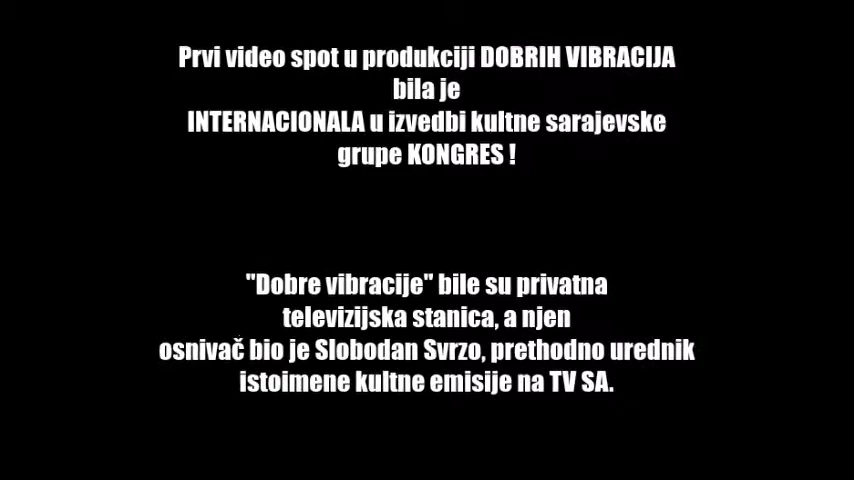 Prvi video spot u produkciji DOBRIH VIBRACIJA
bila je
INTERNACIONALA u izvedbi kultne sarajevske
grupe KONGRES !
"Dobre vibracije" bile su privatna
televizijska stanica, a njen
osnivač bio je Slobodan Svrzo, prethodno urednik
istoimene kultne emisije na TV SA.